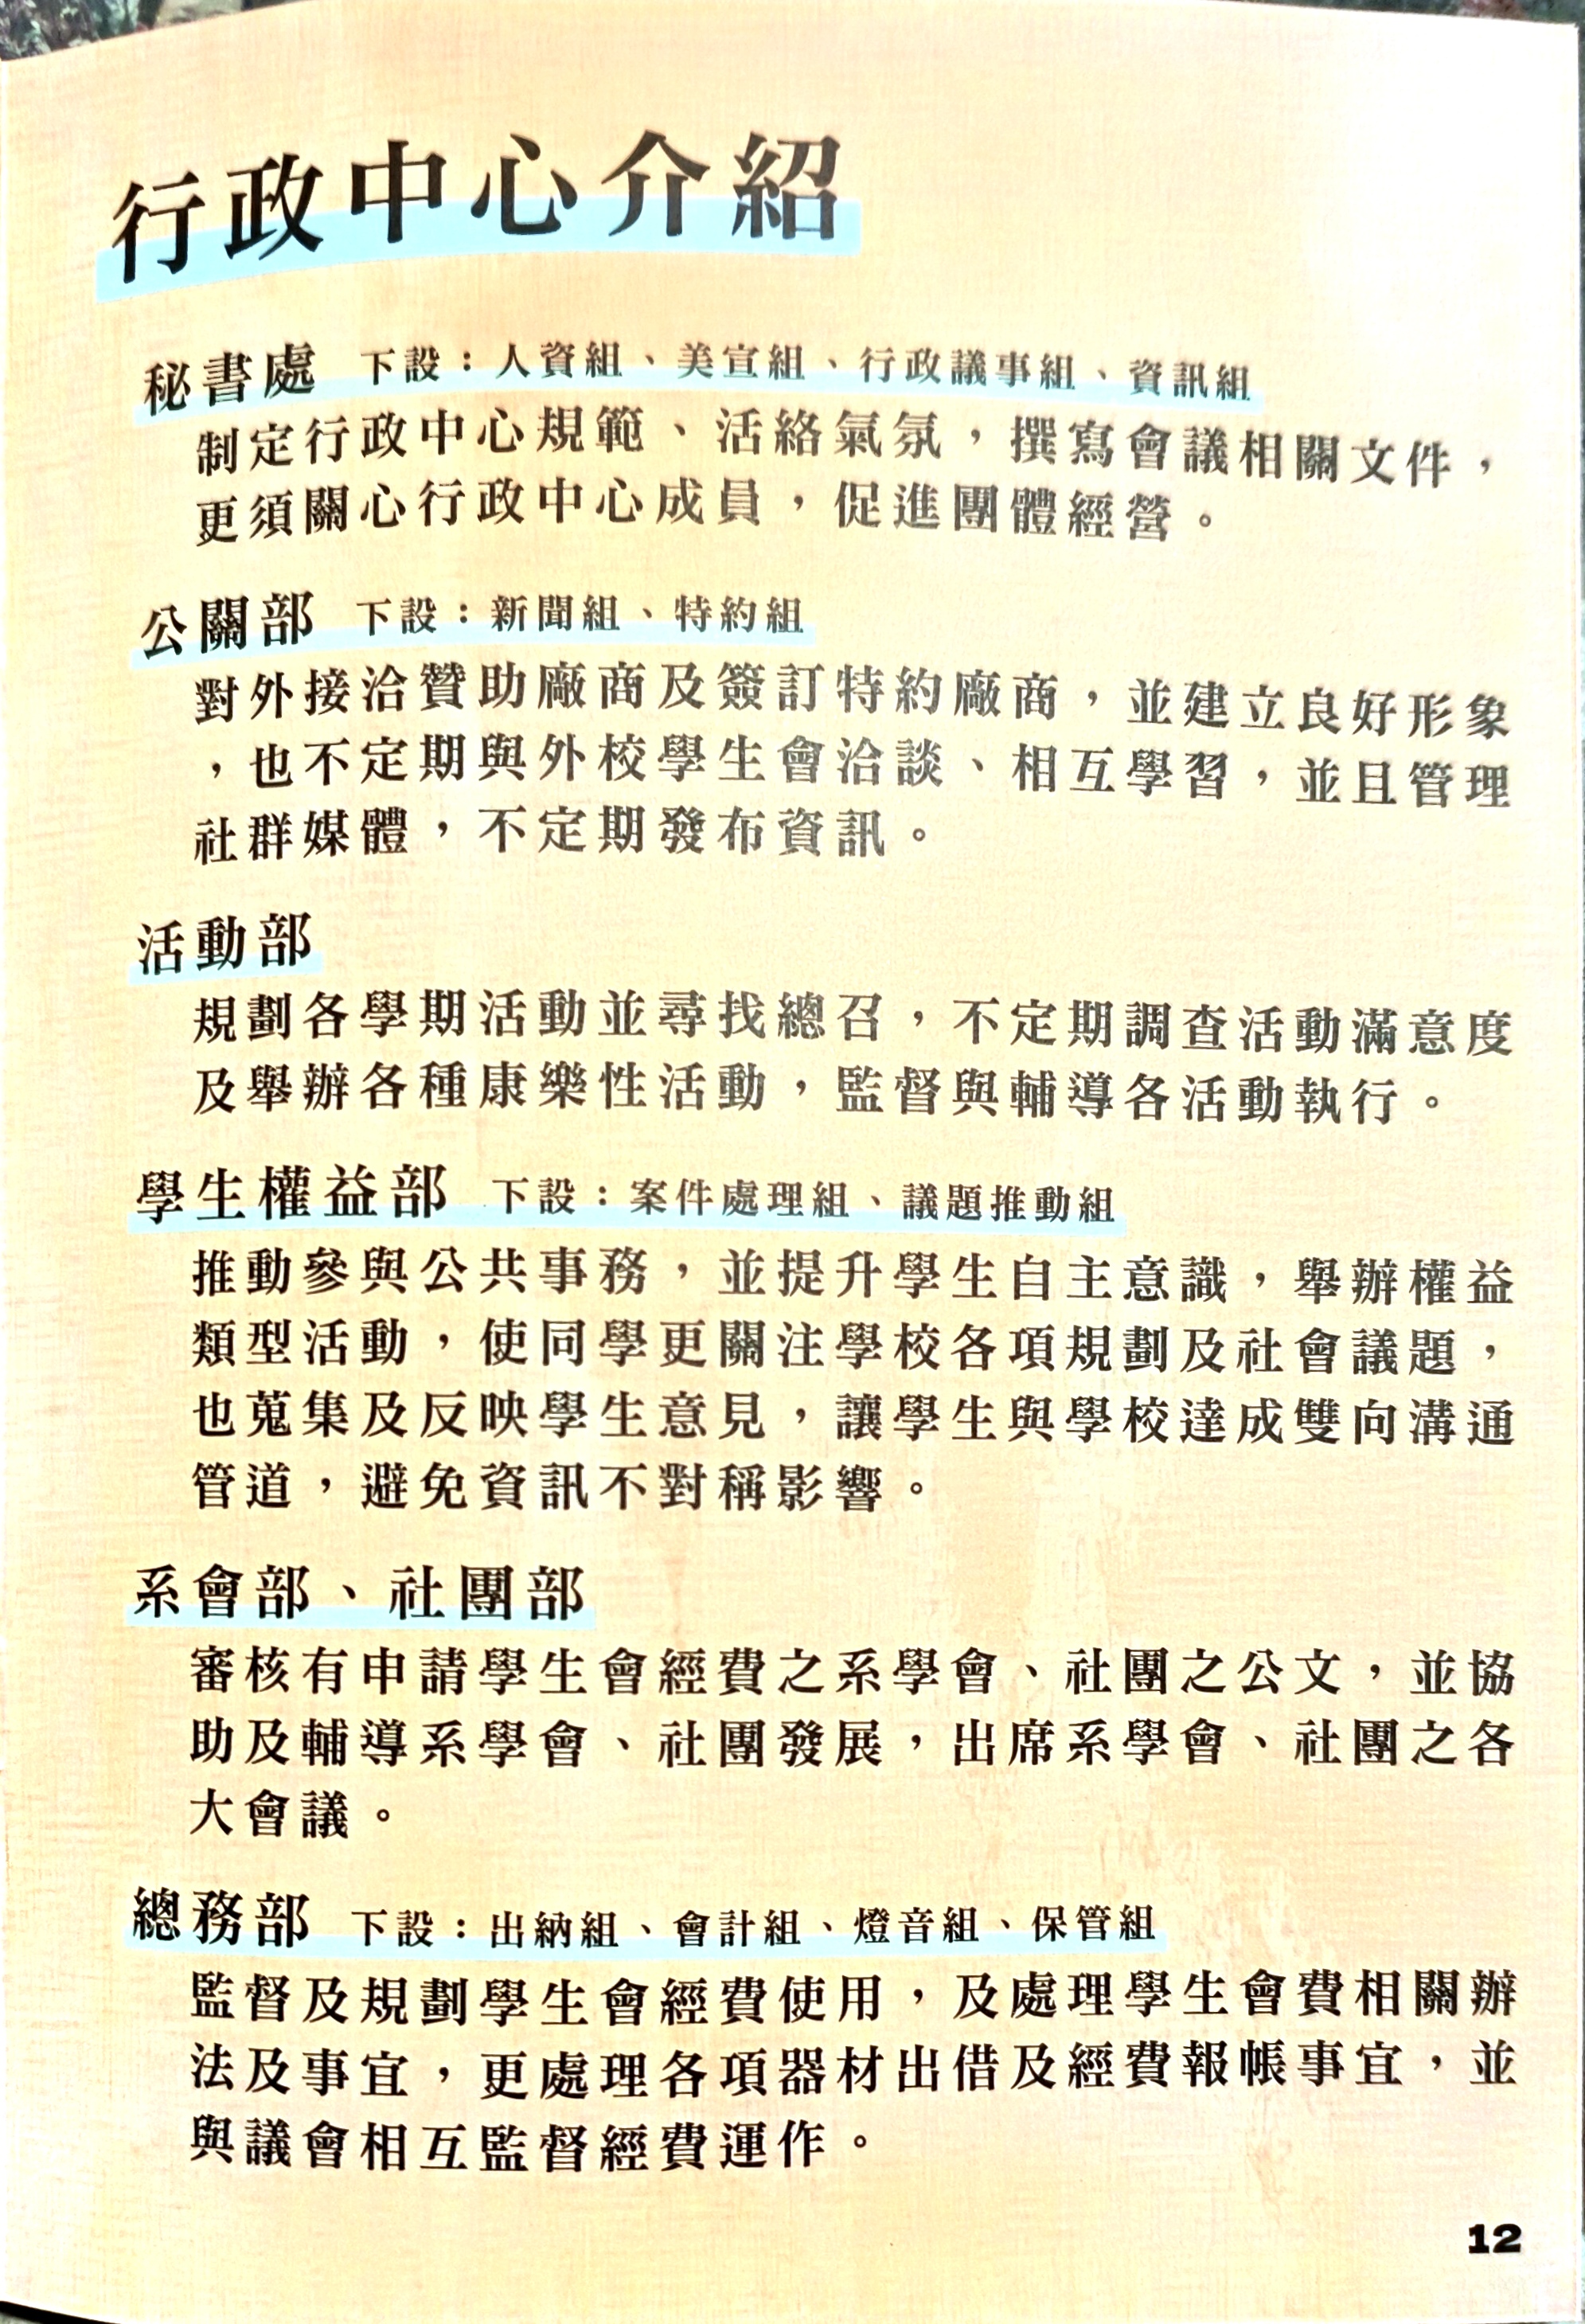 行政中心介紹
秘書處 下設：人資組、美宣組、行政議事組、資訊組
制定行政中心規範、活絡氣氛，撰寫會議相關文件，
更須關心行政中心成員，促進團體經營。
公關部 下設：新聞組、特約組
對外接洽贊助廠商及簽訂特約廠商，並建立良好形象
，也不定期與外校學生會洽談、相互學習，並且管理
社群媒體，不定期發布資訊。
活動部
規劃各學期活動並尋找總召，不定期調查活動滿意度
及舉辦各種康樂性活動，監督與輔導各活動執行。
學生權益部 下設：案件處理組、議題推動組
推動參與公共事務，並提升學生自主意識，舉辦權益
類型活動，使同學更關注學校各項規劃及社會議題，
也蒐集及反映學生意見，讓學生與學校達成雙向溝通
管道，避免資訊不對稱影響。
系會部、社團部
審核有申請學生會經費之系學會、社團之公文，並協
助及輔導系學會、社團發展，出席系學會、社團之各
大會議。
總務部 下設：出納組、會計組、燈音組、保管組
監督及規劃學生會經費使用，及處理學生會費相關辦
法及事宜，更處理各項器材出借及經費報帳事宜，並
與議會相互監督經費運作。
12